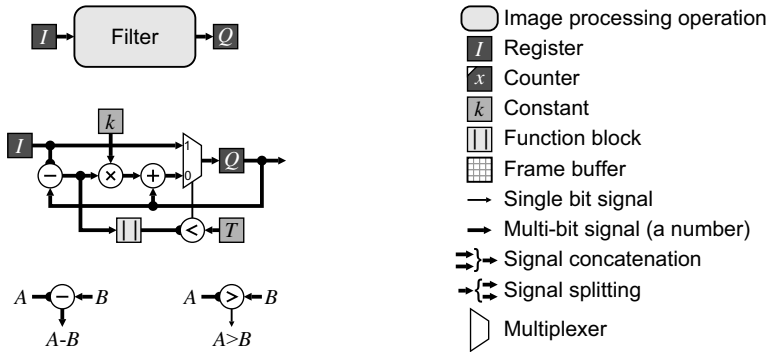 I
Filter
Q
k
I
1
Q
−
×
+
0
| |
<
T
A
−
B
A
>
B
A-B
A>B
Image processing operation
I Register
x Counter
k Constant
| | Function block
Frame buffer
Single bit signal
Multi-bit signal (a number)
} Signal concatenation
{ Signal splitting
Multiplexer